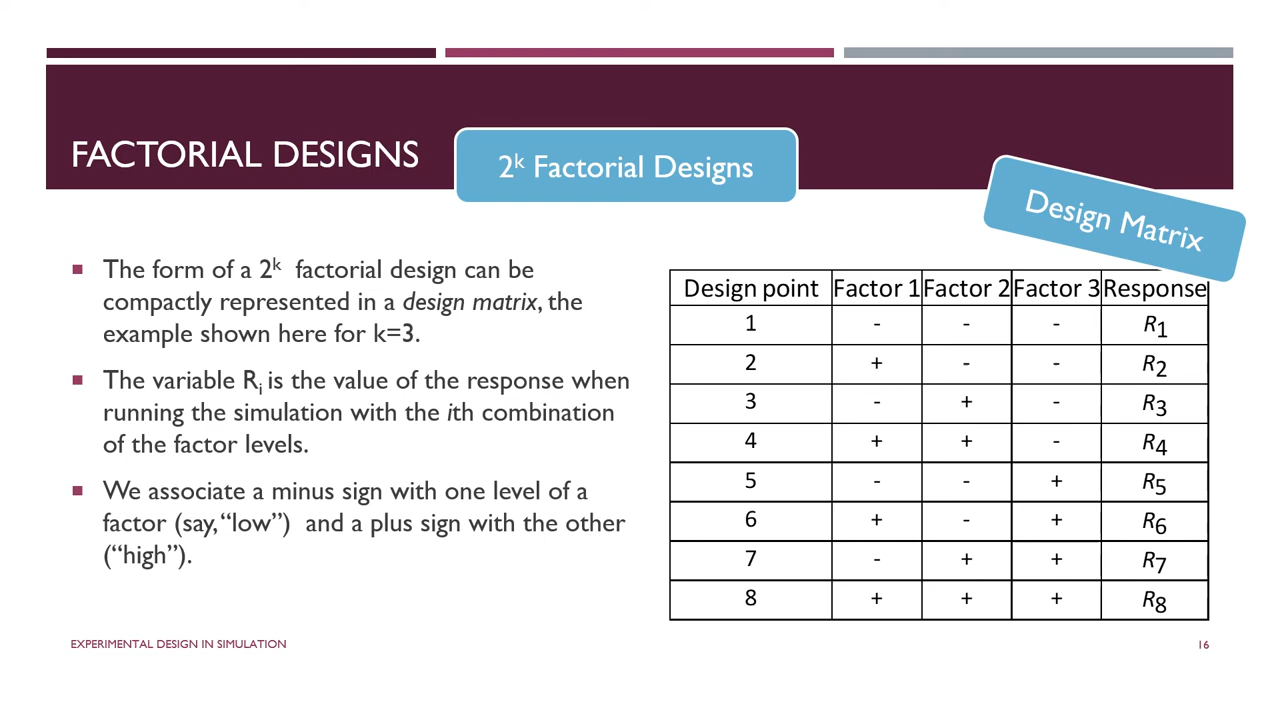 FACTORIAL DESIGNS
2ᵏ Factorial Designs
Design Matrix
■ The form of a 2ᵏ factorial design can be
compactly represented in a design matrix, the
example shown here for k=3.
■ The variable Rᵢ is the value of the response when
running the simulation with the ith combination
of the factor levels.
■ We associate a minus sign with one level of a
factor (say, “low”) and a plus sign with the other
(“high”).
Design point Factor 1 Factor 2 Factor 3 Response
1 - - - R₁
2 + - - R₂
3 - + - R₃
4 + + - R₄
5 - - + R₅
6 + - + R₆
7 - + + R₇
8 + + + R₈
EXPERIMENTAL DESIGN IN SIMULATION
16